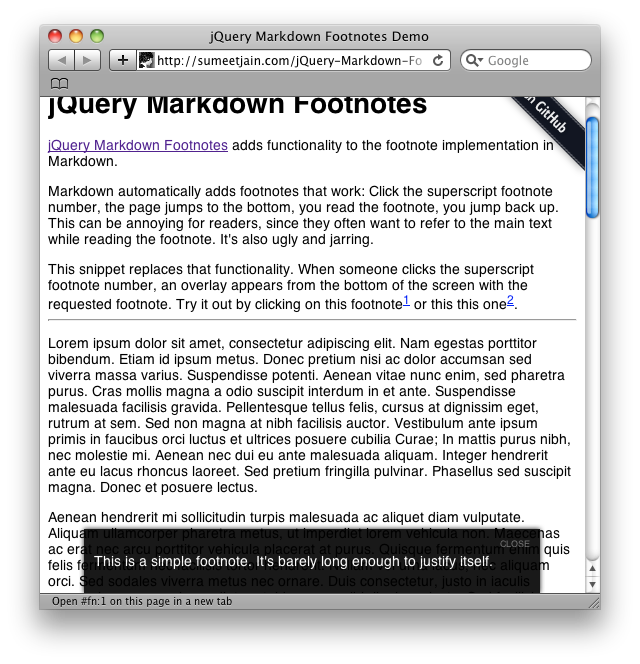 jQuery Markdown Footnotes Demo
http://sumeetjain.com/jQuery-Markdown-Fo
Google
jQuery Markdown Footnotes
on GitHub
jQuery Markdown Footnotes adds functionality to the footnote implementation in
Markdown.
Markdown automatically adds footnotes that work: Click the superscript footnote
number, the page jumps to the bottom, you read the footnote, you jump back up.
This can be annoying for readers, since they often want to refer to the main text
while reading the footnote. It's also ugly and jarring.
This snippet replaces that functionality. When someone clicks the superscript
footnote number, an overlay appears from the bottom of the screen with the
requested footnote. Try it out by clicking on this footnote1 or this this one2.
Lorem ipsum dolor sit amet, consectetur adipiscing elit. Nam egestas porttitor
bibendum. Etiam id ipsum metus. Donec pretium nisi ac dolor accumsan sed
viverra massa varius. Suspendisse potenti. Aenean vitae nunc enim, sed pharetra
purus. Cras mollis magna a odio suscipit interdum in et ante. Suspendisse
malesuada facilisis gravida. Pellentesque tellus felis, cursus at dignissim eget,
rutrum at sem. Sed non magna at nibh facilisis auctor. Vestibulum ante ipsum
primis in faucibus orci luctus et ultrices posuere cubilia Curae; In mattis purus nibh,
nec molestie mi. Aenean nec dui eu ante malesuada aliquam. Integer hendrerit
ante eu lacus rhoncus laoreet. Sed pretium fringilla pulvinar. Phasellus sed suscipit
magna. Donec et posuere lectus.
Aenean hendrerit mi sollicitudin turpis malesuada ac aliquet diam vulputate.
Aliquam ullamcorper pharetra metus, ut imperdiet lorem vehicula non. Maecenas
ac erat nec arcu porttitor vehicula placerat at purus. Quisque fermentum enim quis
CLOSE
felis aliquam
This is a simple footnote. It's barely long enough to justify itself.
orci. Sed sodales viverra metus nec ornare. Duis consectetur, justo in iaculis
Open #fn:1 on this page in a new tab